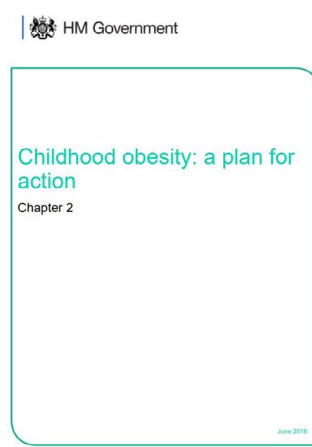 HM Government
Childhood obesity: a plan for
action
Chapter 2
June 2018